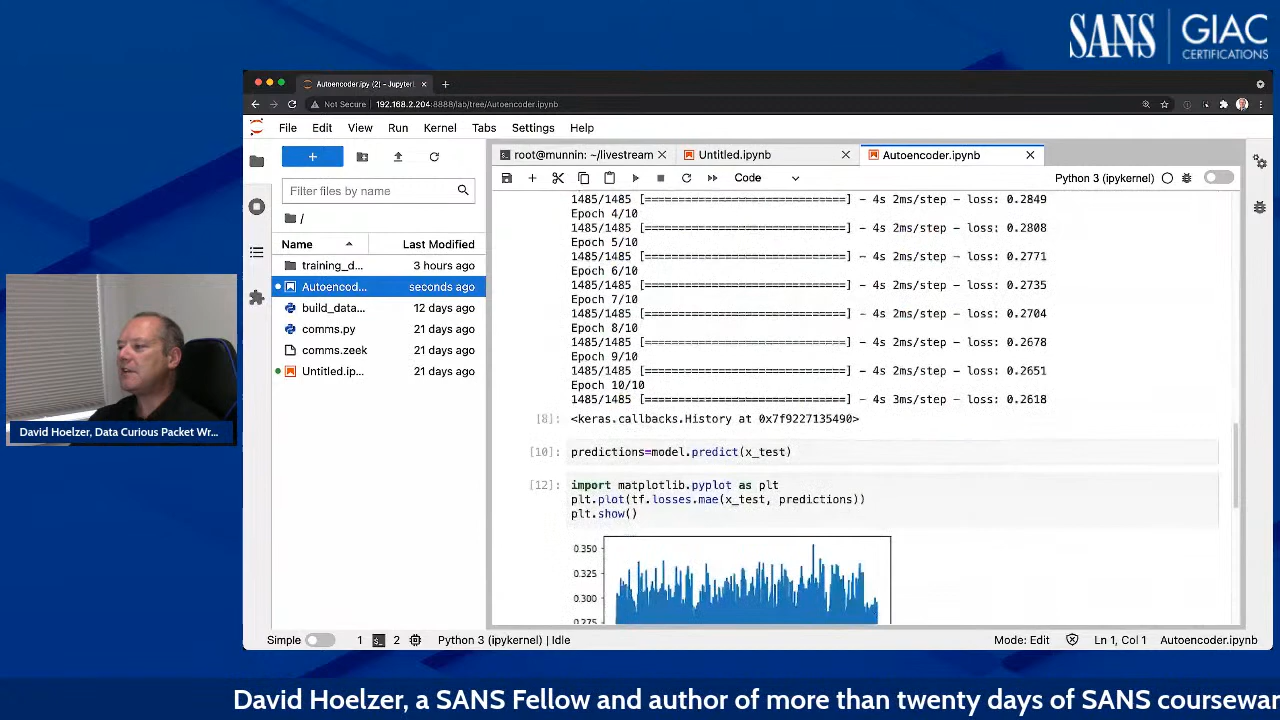 SANS GIAC CERTIFICATIONS
Autoencoder.ipy (2) - JupyterL
Not Secure 192.168.2.204:8888/lab/tree/Autoencoder.ipynb
File Edit View Run Kernel Tabs Settings Help
root@munnin: ~/livestream Untitled.ipynb Autoencoder.ipynb
Code Python 3 (ipykernel)
Filter files by name
/
Name Last Modified
training_d... 3 hours ago
Autoencod... seconds ago
build_data... 12 days ago
comms.py 21 days ago
comms.zeek 21 days ago
Untitled.ip... 21 days ago
1485/1485 [==============================] - 4s 2ms/step - loss: 0.2849
Epoch 4/10
1485/1485 [==============================] - 4s 2ms/step - loss: 0.2808
Epoch 5/10
1485/1485 [==============================] - 4s 2ms/step - loss: 0.2771
Epoch 6/10
1485/1485 [==============================] - 4s 2ms/step - loss: 0.2735
Epoch 7/10
1485/1485 [==============================] - 4s 2ms/step - loss: 0.2704
Epoch 8/10
1485/1485 [==============================] - 4s 2ms/step - loss: 0.2678
Epoch 9/10
1485/1485 [==============================] - 4s 2ms/step - loss: 0.2651
Epoch 10/10
1485/1485 [==============================] - 4s 3ms/step - loss: 0.2618
[8]: <keras.callbacks.History at 0x7f9227135490>
[10]: predictions=model.predict(x_test)
[12]: import matplotlib.pyplot as plt
plt.plot(tf.losses.mae(x_test, predictions))
plt.show()
0.350
0.325
0.300
0.275
Simple 1 2 Python 3 (ipykernel) | Idle Mode: Edit Ln 1, Col 1 Autoencoder.ipynb
David Hoelzer, Data Curious Packet Wr...
David Hoelzer, a SANS Fellow and author of more than twenty days of SANS coursewar